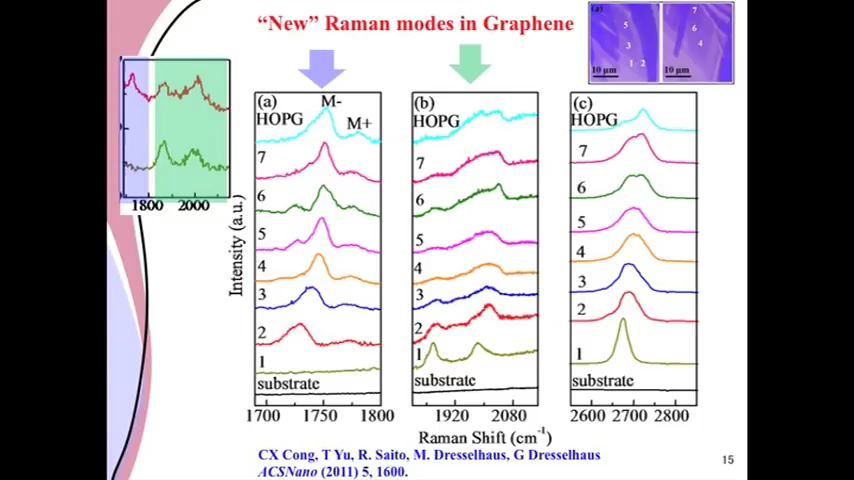 “New” Raman modes in Graphene
(a)
5
3
1 2
10 μm
7
6
4
10 μm
1800 2000
Intensity (a.u.)
(a)
HOPG
M-
M+
7
6
5
4
3
2
1
substrate
1700 1750 1800
(b)
HOPG
7
6
5
4
3
2
1
substrate
1920 2080
(c)
HOPG
7
6
5
4
3
2
1
substrate
2600 2700 2800
Raman Shift (cm-1)
CX Cong, T Yu, R. Saito, M. Dresselhaus, G Dresselhaus
ACSNano (2011) 5, 1600.
15